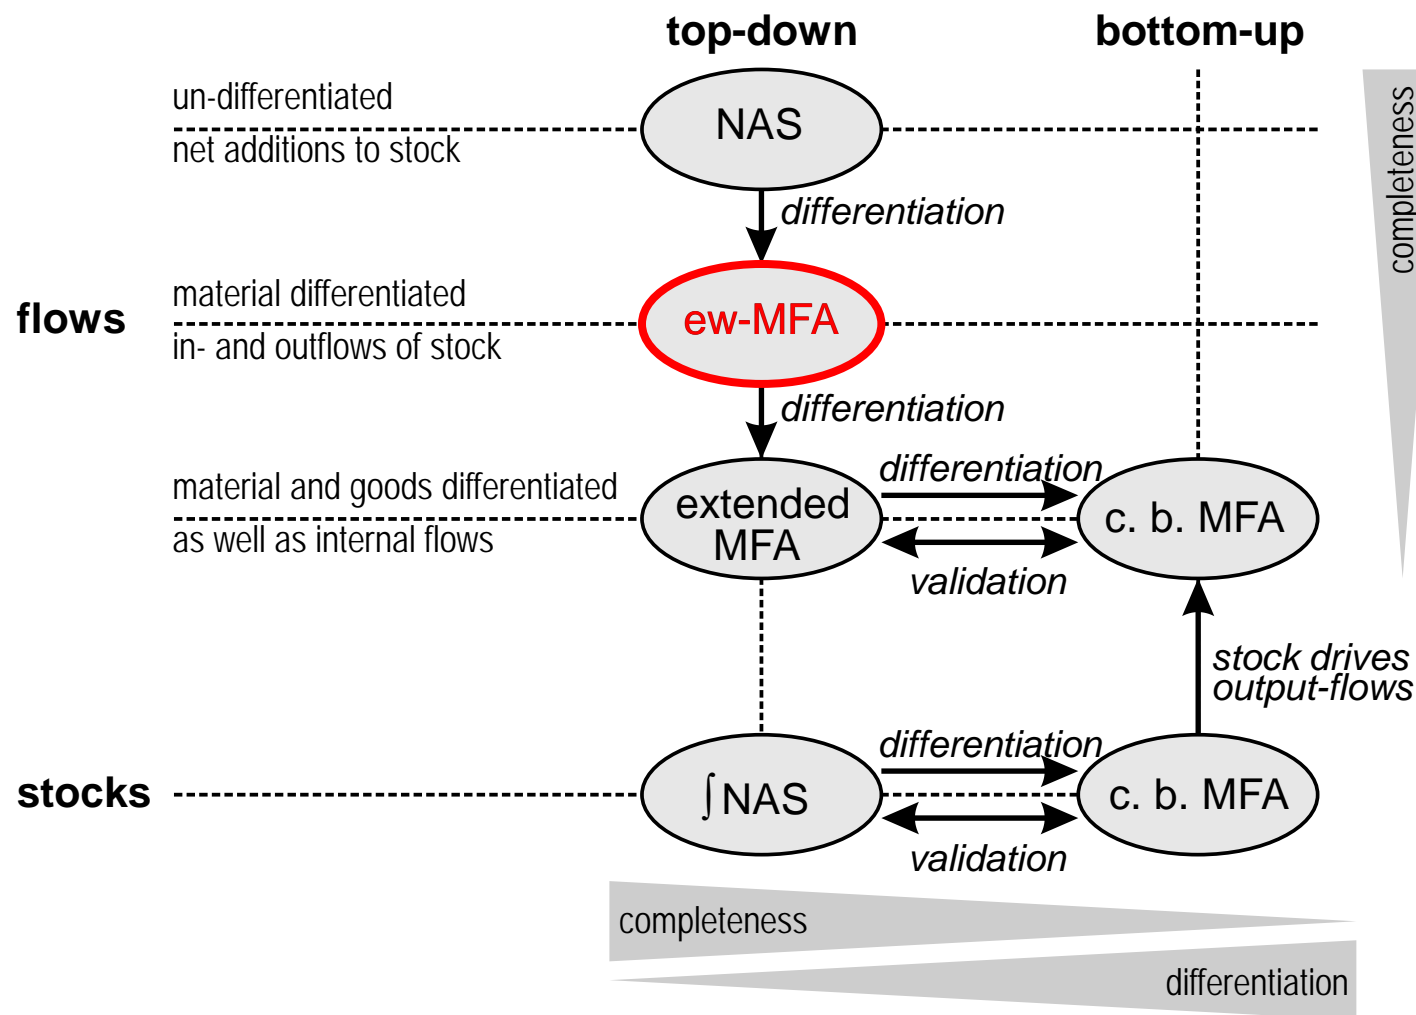 top-down
bottom-up
un-differentiated
net additions to stock
NAS
completeness
differentiation
flows
material differentiated
in- and outflows of stock
ew-MFA
differentiation
material and goods differentiated
as well as internal flows
extended
MFA
differentiation
validation
c. b. MFA
stock drives
output-flows
stocks
∫NAS
differentiation
validation
c. b. MFA
completeness
differentiation